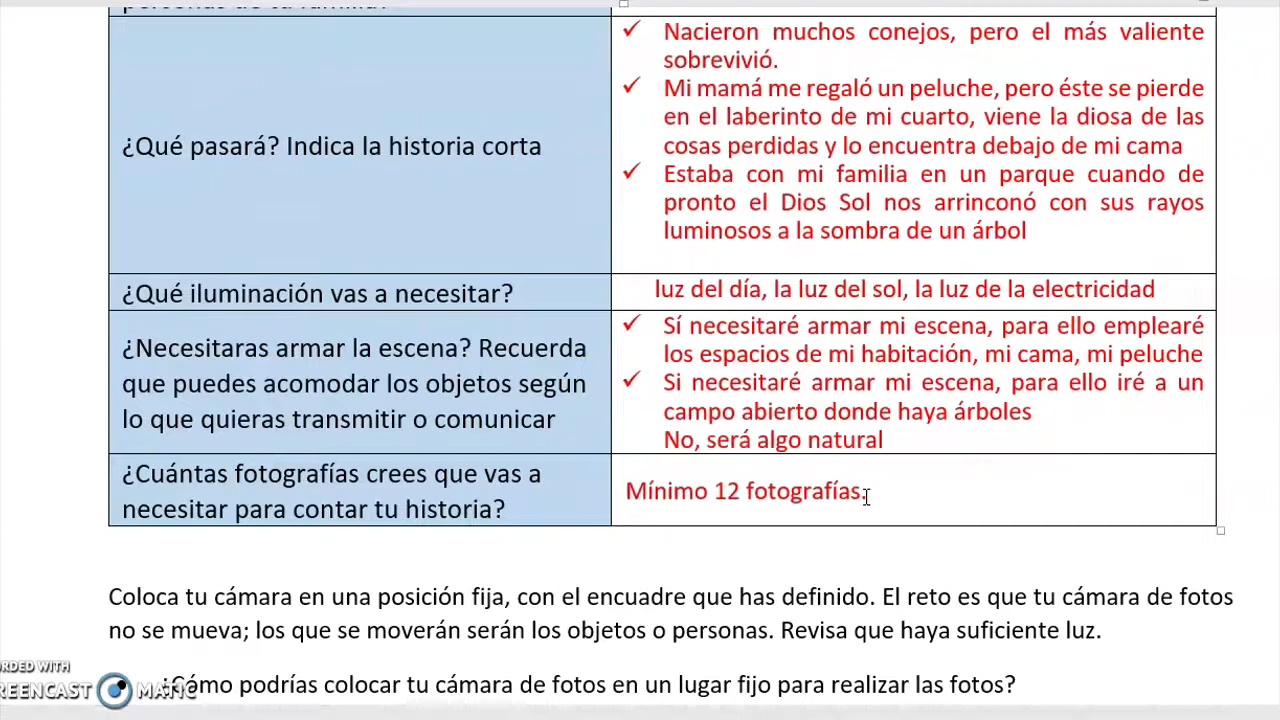 ¿Qué pasará? Indica la historia corta
Nacieron muchos conejos, pero el más valiente
sobrevivió.
Mi mamá me regaló un peluche, pero éste se pierde
en el laberinto de mi cuarto, viene la diosa de las
cosas perdidas y lo encuentra debajo de mi cama
Estaba con mi familia en un parque cuando de
pronto el Dios Sol nos arrinconó con sus rayos
luminosos a la sombra de un árbol
¿Qué iluminación vas a necesitar?
luz del día, la luz del sol, la luz de la electricidad
¿Necesitaras armar la escena? Recuerda
que puedes acomodar los objetos según
lo que quieras transmitir o comunicar
Sí necesitaré armar mi escena, para ello emplearé
los espacios de mi habitación, mi cama, mi peluche
Si necesitaré armar mi escena, para ello iré a un
campo abierto donde haya árboles
No, será algo natural
¿Cuántas fotografías crees que vas a
necesitar para contar tu historia?
Mínimo 12 fotografías.
Coloca tu cámara en una posición fija, con el encuadre que has definido. El reto es que tu cámara de fotos
no se mueva; los que se moverán serán los objetos o personas. Revisa que haya suficiente luz.
¿Cómo podrías colocar tu cámara de fotos en un lugar fijo para realizar las fotos?